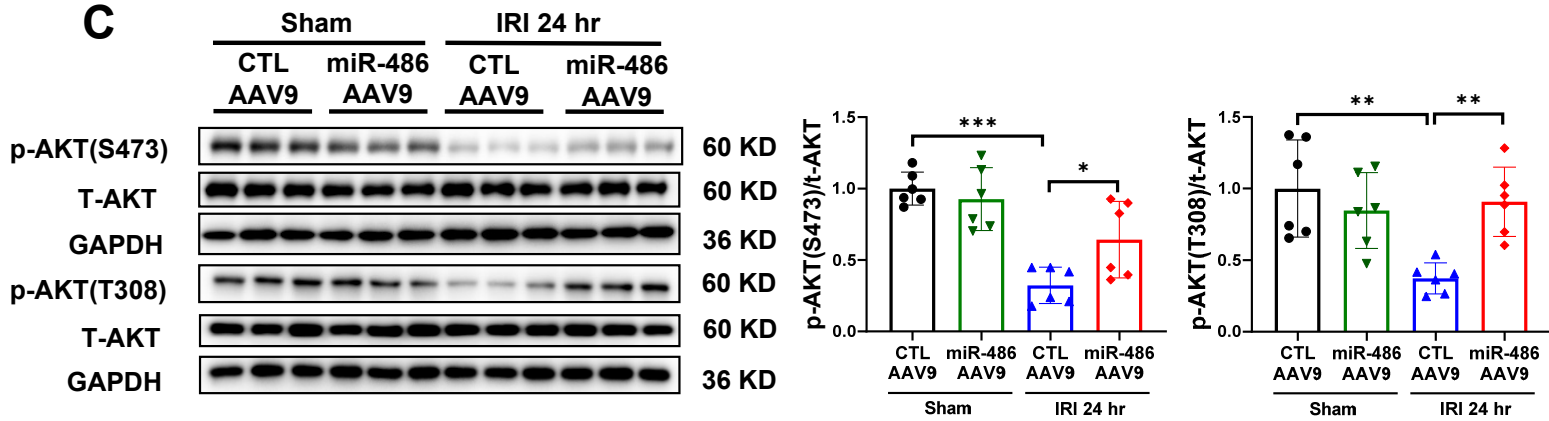 C
Sham IRI 24 hr
CTL miR-486 CTL miR-486
AAV9 AAV9 AAV9 AAV9
p-AKT(S473) 60 KD
T-AKT 60 KD
GAPDH 36 KD
p-AKT(T308) 60 KD
T-AKT 60 KD
GAPDH 36 KD
p-AKT(S473)/t-AKT
1.5
1.0
0.5
0.0
***
*
CTL miR-486 CTL miR-486
AAV9 AAV9 AAV9 AAV9
Sham IRI 24 hr
p-AKT(T308)/t-AKT
1.5
1.0
0.5
0.0
** **
CTL miR-486 CTL miR-486
AAV9 AAV9 AAV9 AAV9
Sham IRI 24 hr